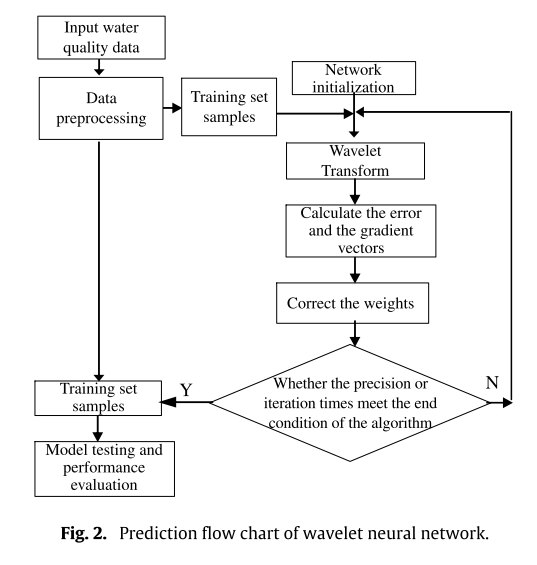 Input water
quality data
Data
preprocessing
Training set
samples
Network
initialization
Wavelet
Transform
Calculate the error
and the gradient
vectors
Correct the weights
Whether the precision or
iteration times meet the end
condition of the algorithm
Y
N
Training set
samples
Model testing and
performance
evaluation
Fig. 2. Prediction flow chart of wavelet neural network.